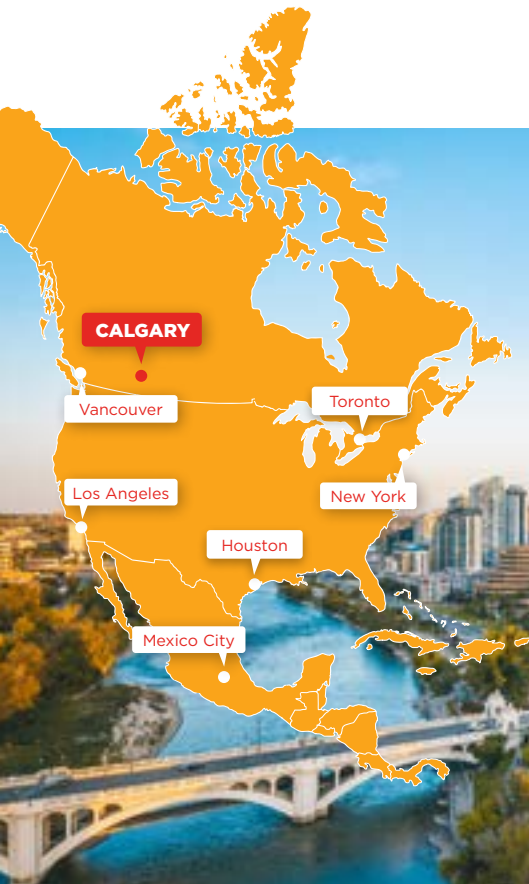 CALGARY
Vancouver
Toronto
Los Angeles
New York
Houston
Mexico City